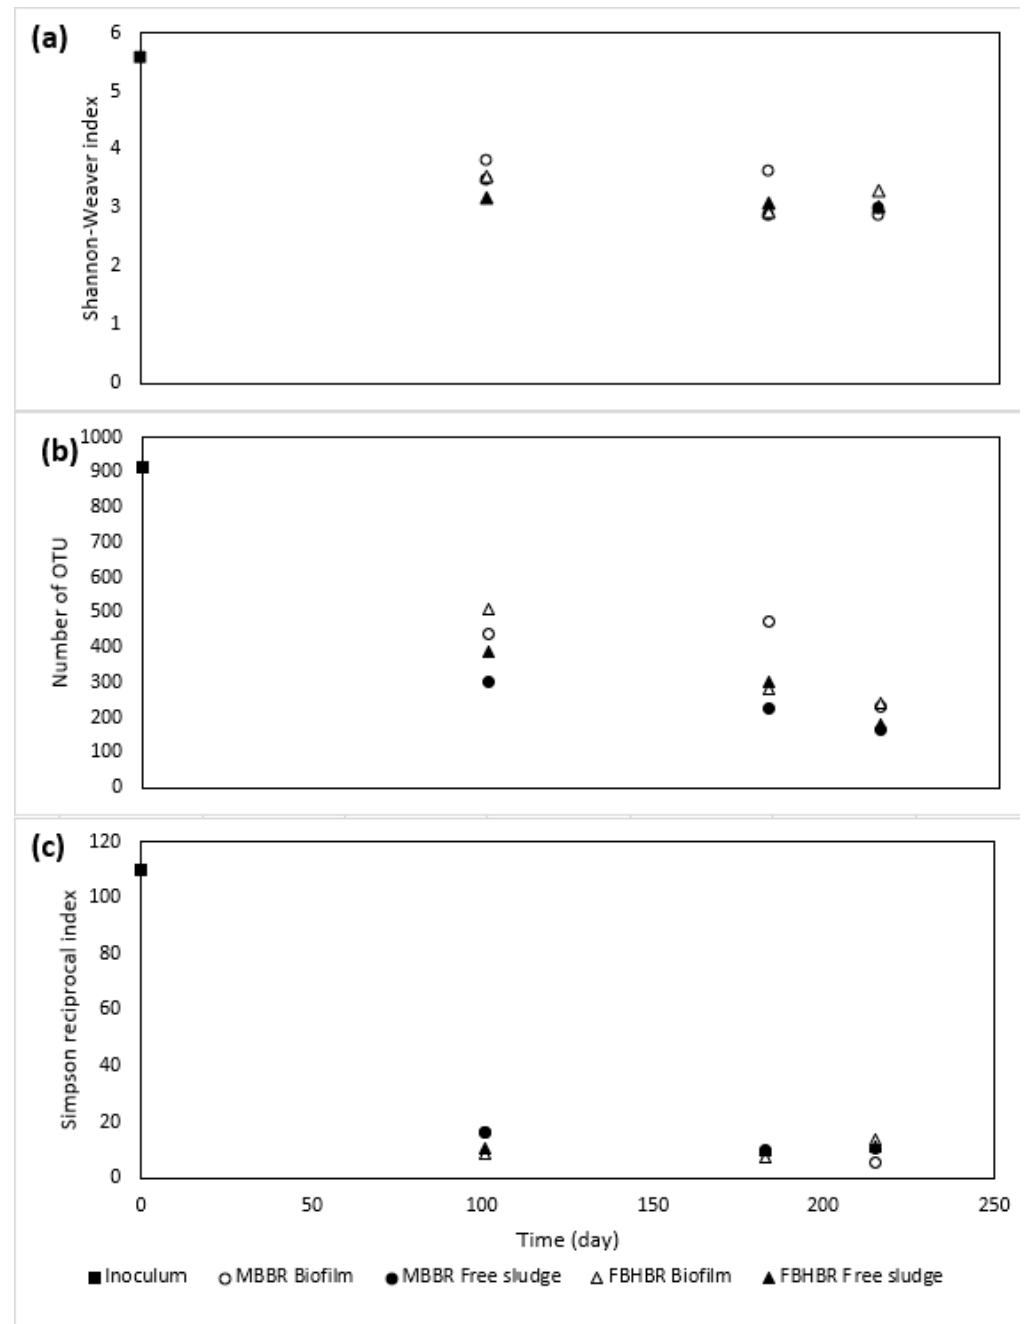 (a)
6
5
4
3
2
1
0
Shannon-Weaver index
(b)
1000
900
800
700
600
500
400
300
200
100
0
Number of OTU
(c)
120
100
80
60
40
20
0
Simpson reciprocal index
0 50 100 150 200 250
Time (day)
Inoculum MBBR Biofilm MBBR Free sludge FBHBR Biofilm FBHBR Free sludge